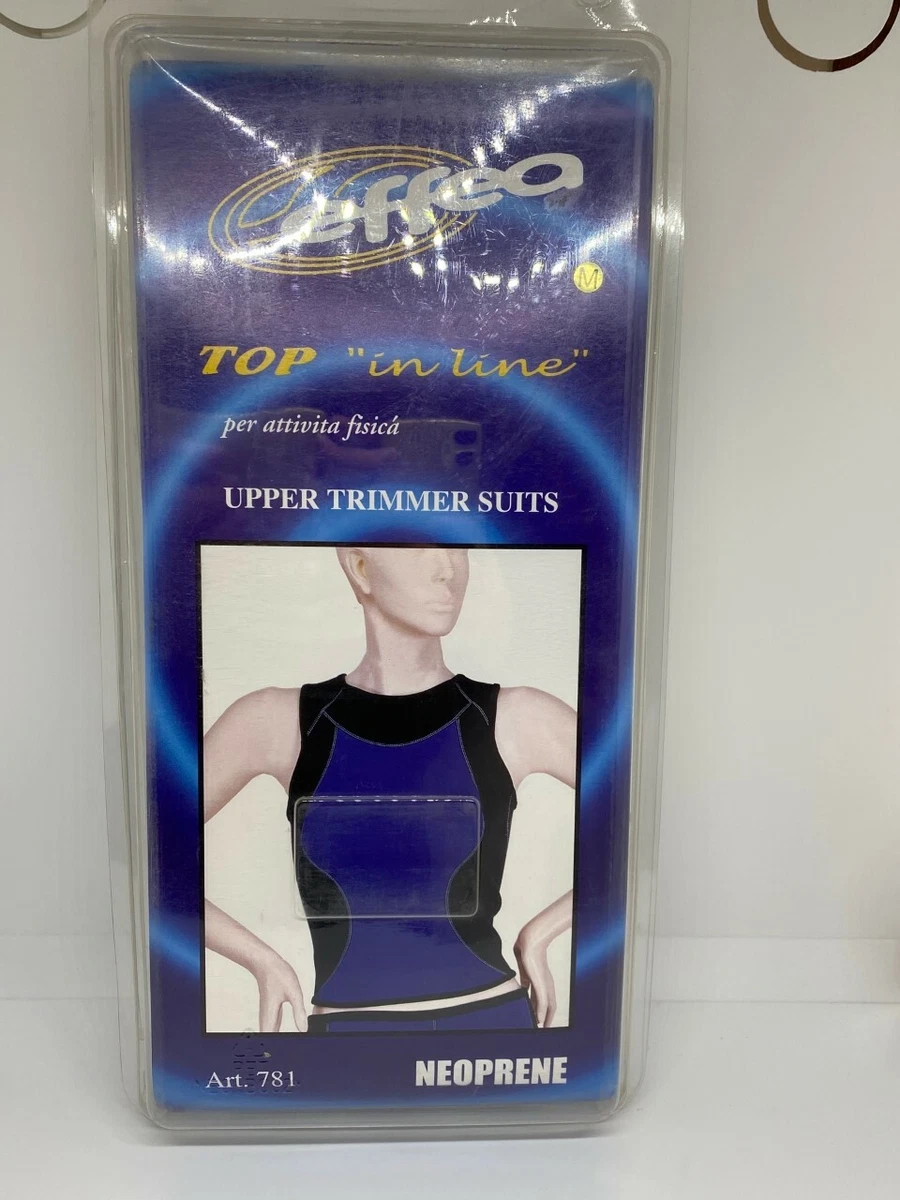 effea
M
TOP "in line"
per attivita fisicá
UPPER TRIMMER SUITS
Art. 781
NEOPRENE